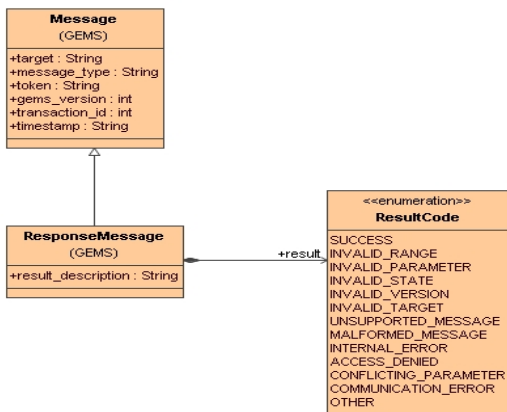 Message
(GEMS)
+target : String
+message_type : String
+token : String
+gems_version : int
+transaction_id : int
+timestamp : String
ResponseMessage
(GEMS)
+result_description : String
+result
<<enumeration>>
ResultCode
SUCCESS
INVALID_RANGE
INVALID_PARAMETER
INVALID_STATE
INVALID_VERSION
INVALID_TARGET
UNSUPPORTED_MESSAGE
MALFORMED_MESSAGE
INTERNAL_ERROR
ACCESS_DENIED
CONFLICTING_PARAMETER
COMMUNICATION_ERROR
OTHER